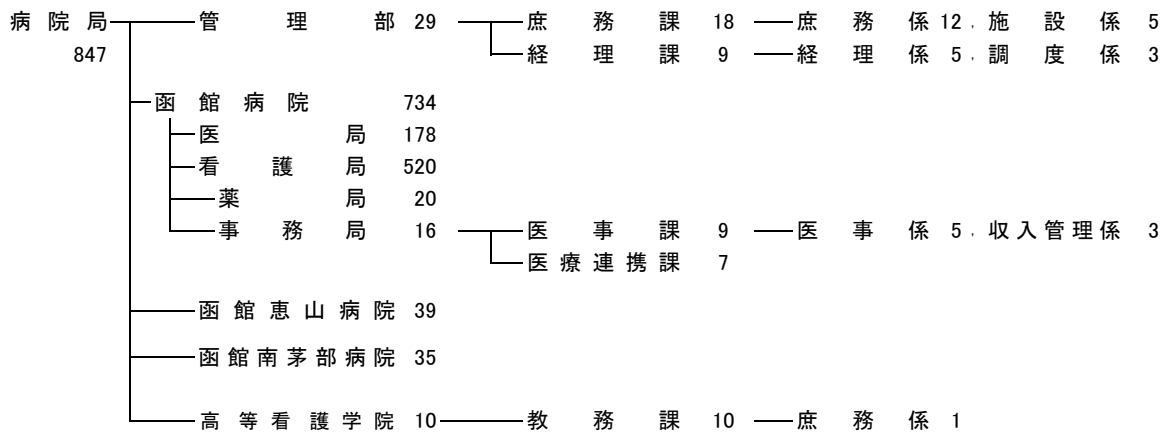 病院局 管理部 29 庶務課 18 庶務係 12, 施設係 5
847 経理課 9 経理係 5, 調度係 3
函館病院 734
医局 178
看護局 520
薬局 20
事務局 16 医事課 9 医事係 5, 収入管理係 3
医療連携課 7
函館恵山病院 39
函館南茅部病院 35
高等看護学院 10 教務課 10 庶務係 1